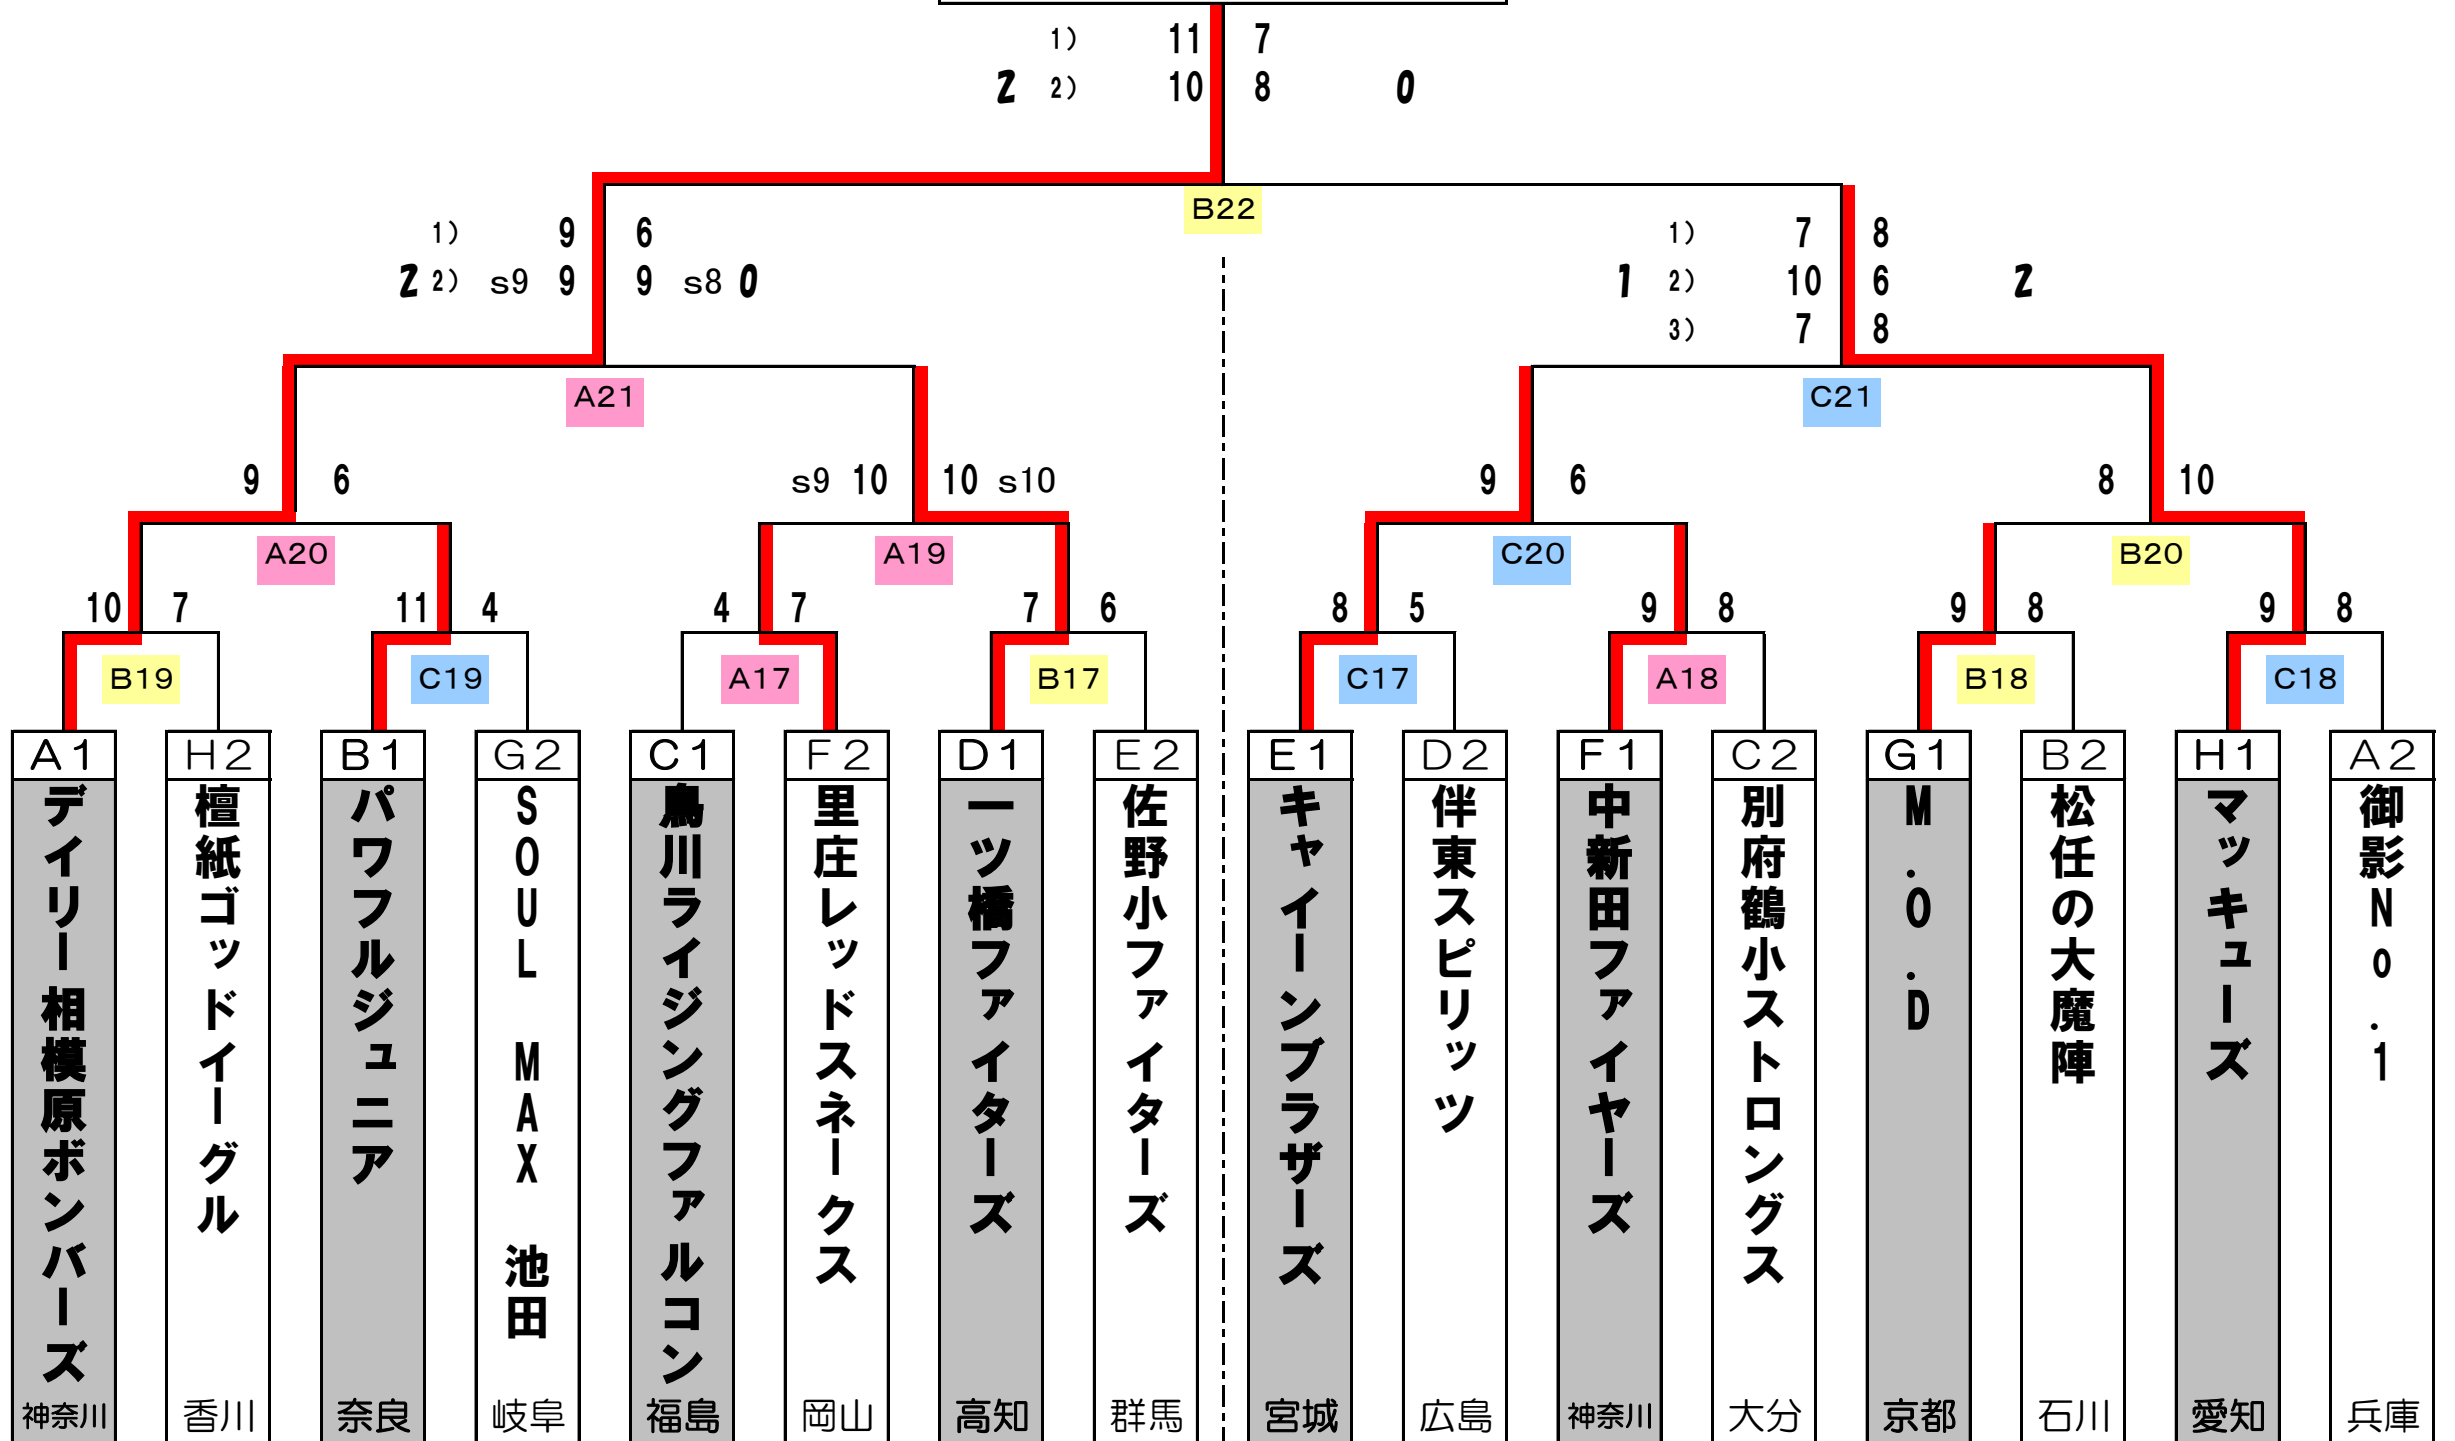 1) 11 7
2 2) 10 8 0
B22
1) 9 6
2 2) s9 9 9 s8 0
1) 7 8
1 2) 10 6 2
3) 7 8
A21
C21
9 6
s9 10 10 s10
9 6
8 10
A20
A19
C20
B20
10 7
11 4
4 7
7 6
8 5
9 8
9 8
9 8
B19
C19
A17
B17
C17
A18
B18
C18
A1
デイリー相模原ボンバーズ
神奈川
H2
檀紙ゴッドイーグル
香川
B1
パワフルジュニア
奈良
G2
SOUL MAX 池田
岐阜
C1
鳥川ライジングファルコン
福島
F2
里庄レッドスネークス
岡山
D1
一ツ橋ファイターズ
高知
E2
佐野小ファイターズ
群馬
E1
キャイーンブラザーズ
宮城
D2
伴東スピリッツ
広島
F1
中新田ファイヤーズ
神奈川
C2
別府鶴小ストロングス
大分
G1
M.O.D
京都
B2
松任の大魔陣
石川
H1
マッキューズ
愛知
A2
御影No.1
兵庫